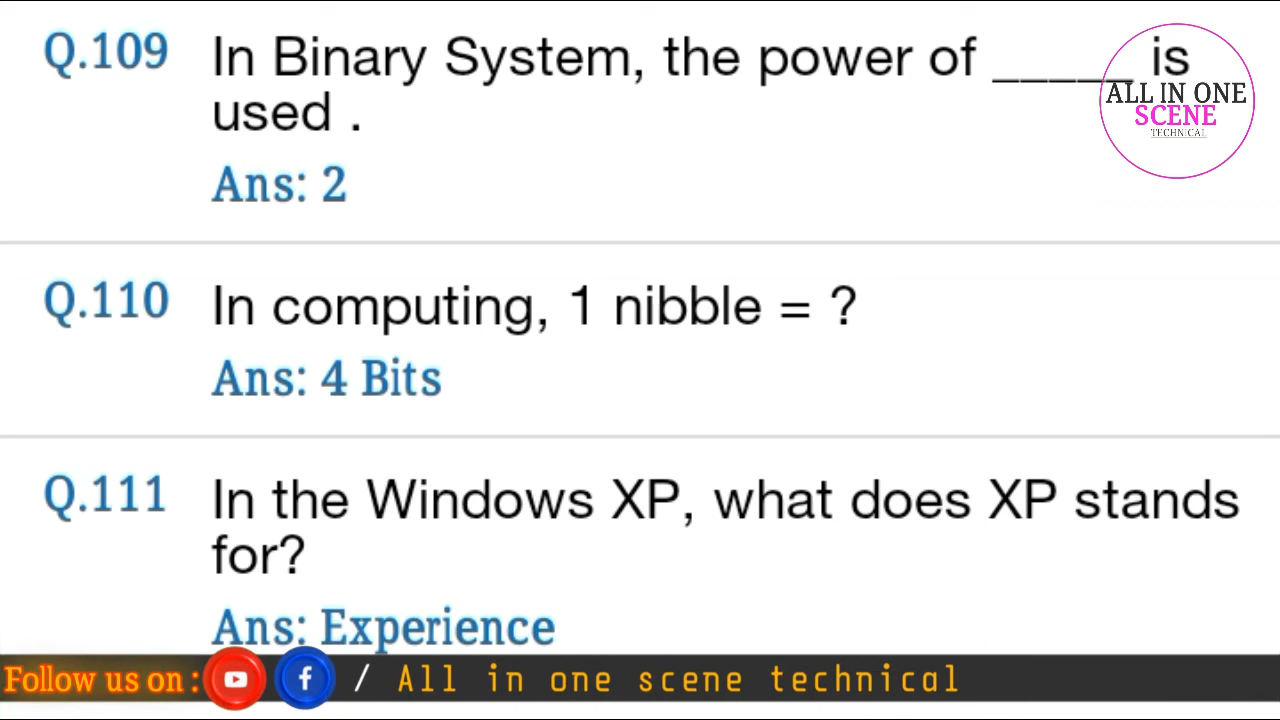 Q.109 In Binary System, the power of _____ is
used .
Ans: 2
ALL IN ONE
SCENE
TECHNICAL
Q.110 In computing, 1 nibble = ?
Ans: 4 Bits
Q.111 In the Windows XP, what does XP stands
for?
Ans: Experience
Follow us on : / All in one scene technical